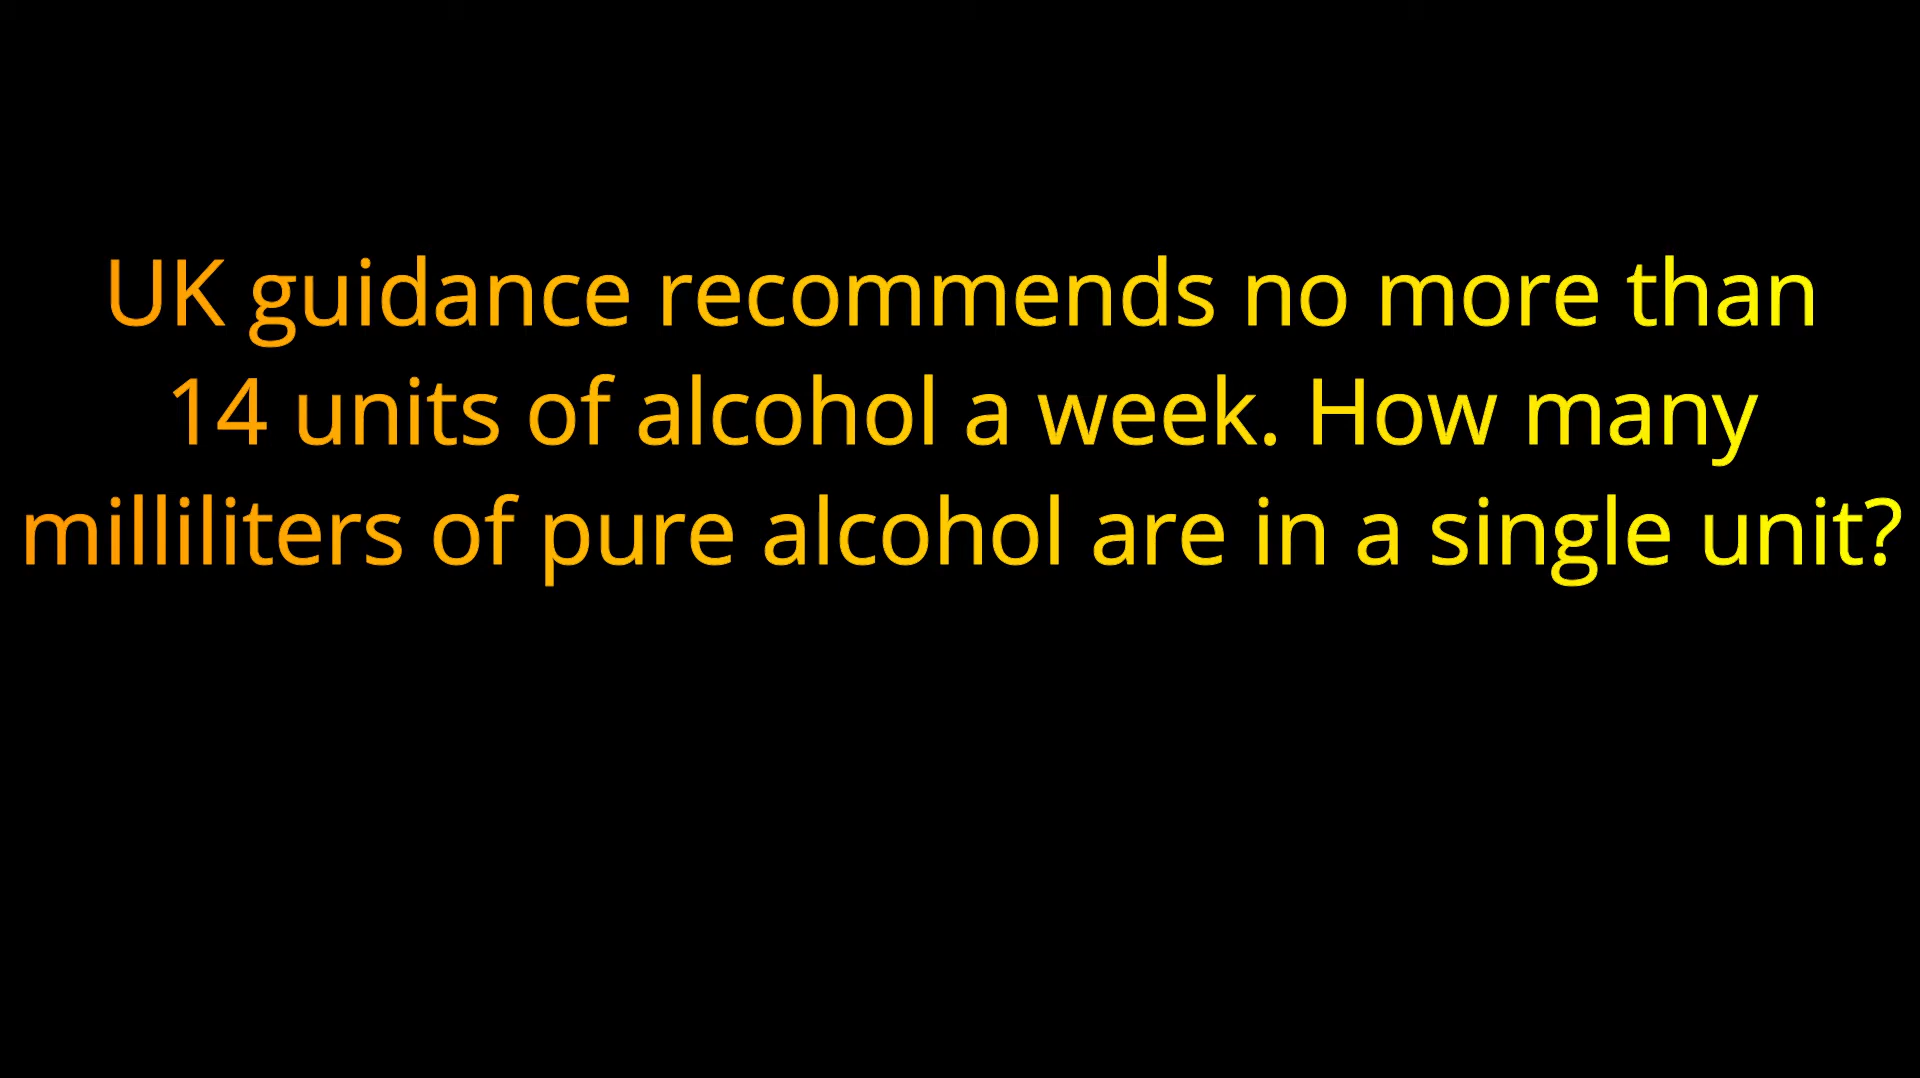 UK guidance recommends no more than
14 units of alcohol a week. How many
milliliters of pure alcohol are in a single unit?